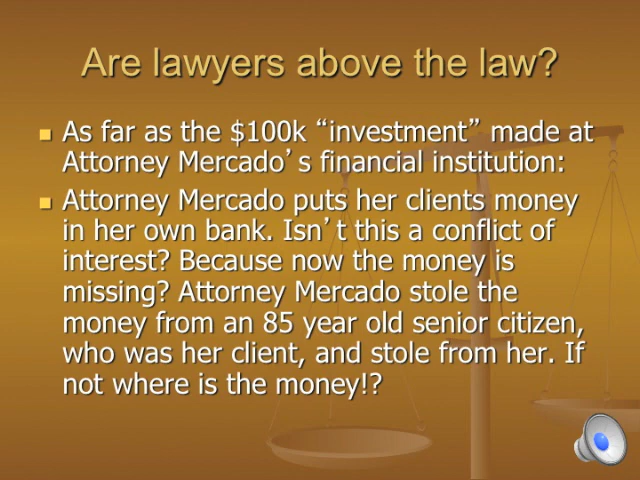 Are lawyers above the law?
As far as the $100k “investment” made at
Attorney Mercado’s financial institution:
Attorney Mercado puts her clients money
in her own bank. Isn’t this a conflict of
interest? Because now the money is
missing? Attorney Mercado stole the
money from an 85 year old senior citizen,
who was her client, and stole from her. If
not where is the money!?